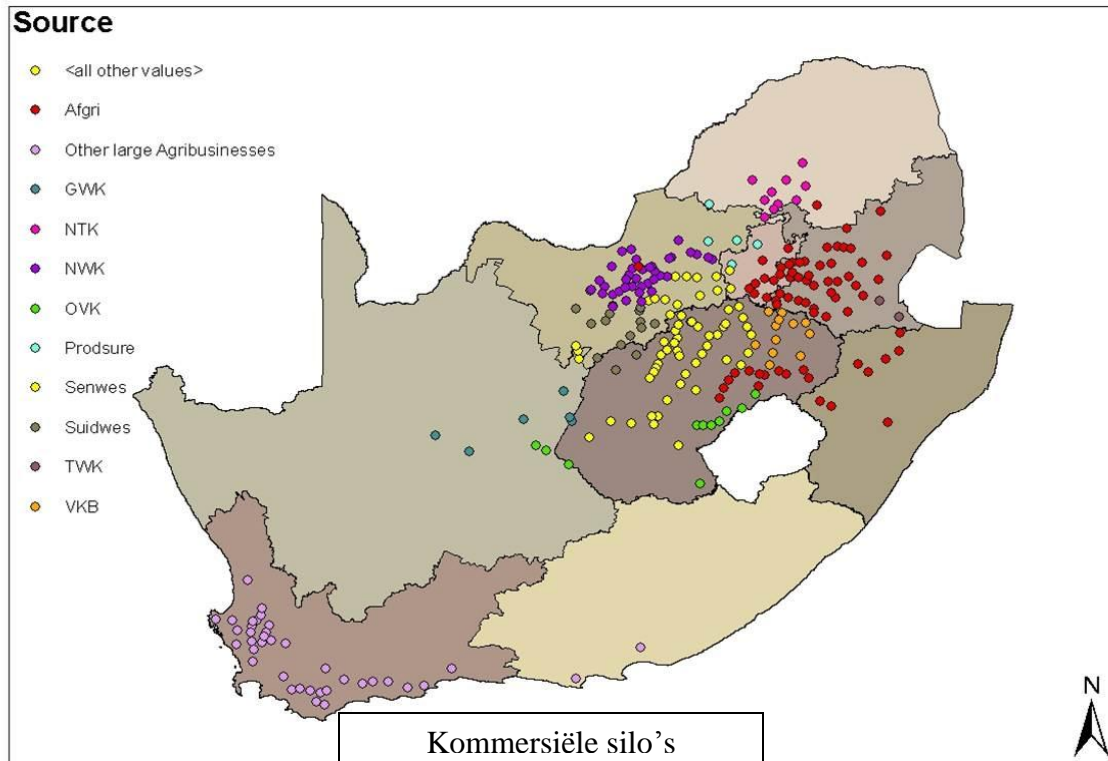 Source
<all other values>
Afgri
Other large Agribusinesses
GWK
NTK
NWK
OVK
Prodsure
Senwes
Suidwes
TWK
VKB
N
Kommersiële silo’s